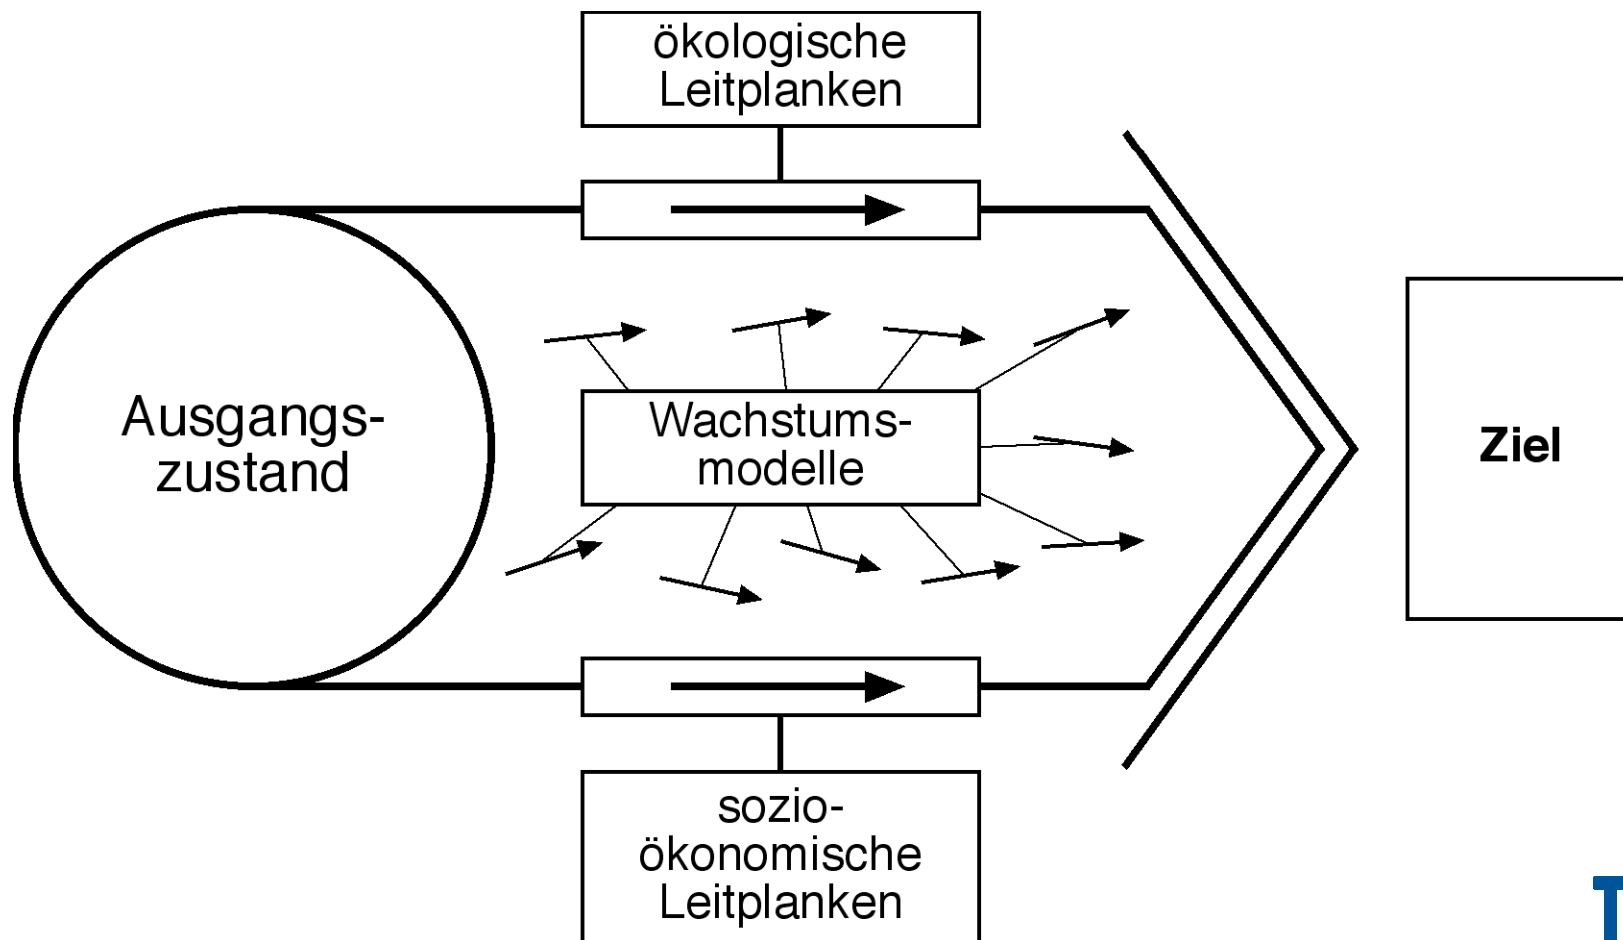 ökologische
Leitplanken
Ausgangs-
zustand
Wachstums-
modelle
Ziel
sozio-
ökonomische
Leitplanken
T